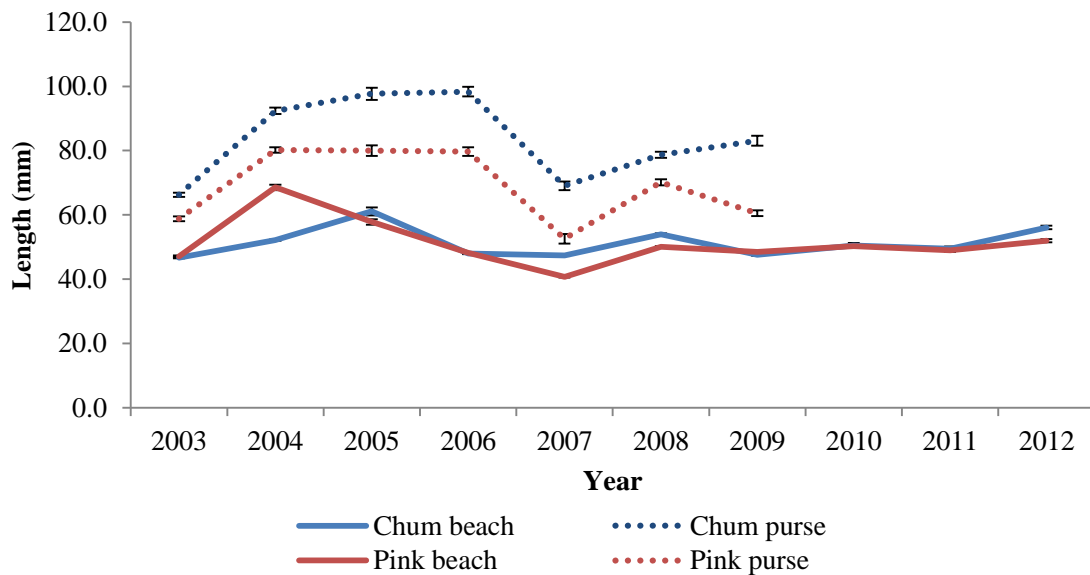 120.0
100.0
80.0
60.0
40.0
20.0
0.0
Length (mm)
2003 2004 2005 2006 2007 2008 2009 2010 2011 2012
Year
Chum beach Chum purse
Pink beach Pink purse